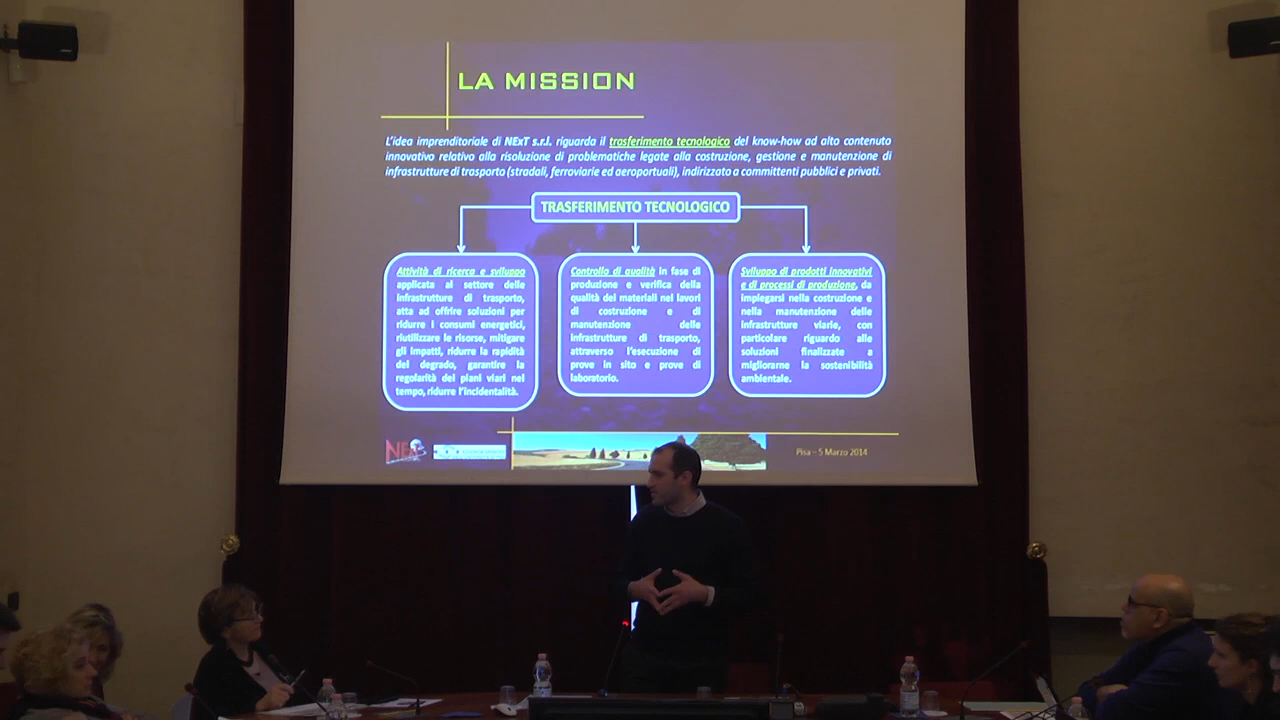 LA MISSION
L'idea imprenditoriale di NExT s.r.l. riguarda il trasferimento tecnologico del know-how ad alto contenuto
innovativo relativo alla risoluzione di problematiche legate alla costruzione, gestione e manutenzione di
infrastrutture di trasporto (stradali, ferroviarie ed aeroportuali), indirizzato a committenti pubblici e privati.
TRASFERIMENTO TECNOLOGICO
Attività di ricerca e sviluppo
applicata al settore delle
infrastrutture di trasporto,
atta ad offrire soluzioni per
ridurre i consumi energetici,
riutilizzare le risorse, mitigare
gli impatti, ridurre la rapidità
del degrado, garantire la
regolarità dei piani viari nel
tempo, ridurre l'incidentalità.
Controllo di qualità in fase di
produzione e verifica della
qualità dei materiali nei lavori
di costruzione e di
manutenzione delle
infrastrutture di trasporto,
attraverso l'esecuzione di
prove in sito e prove di
laboratorio.
Sviluppo di prodotti innovativi
e di processi di produzione, da
impiegarsi nella costruzione e
nella manutenzione delle
infrastrutture viarie, con
particolare riguardo alle
soluzioni finalizzate a
migliorarne la sostenibilità
ambientale.
Pisa – 5 Marzo 2014